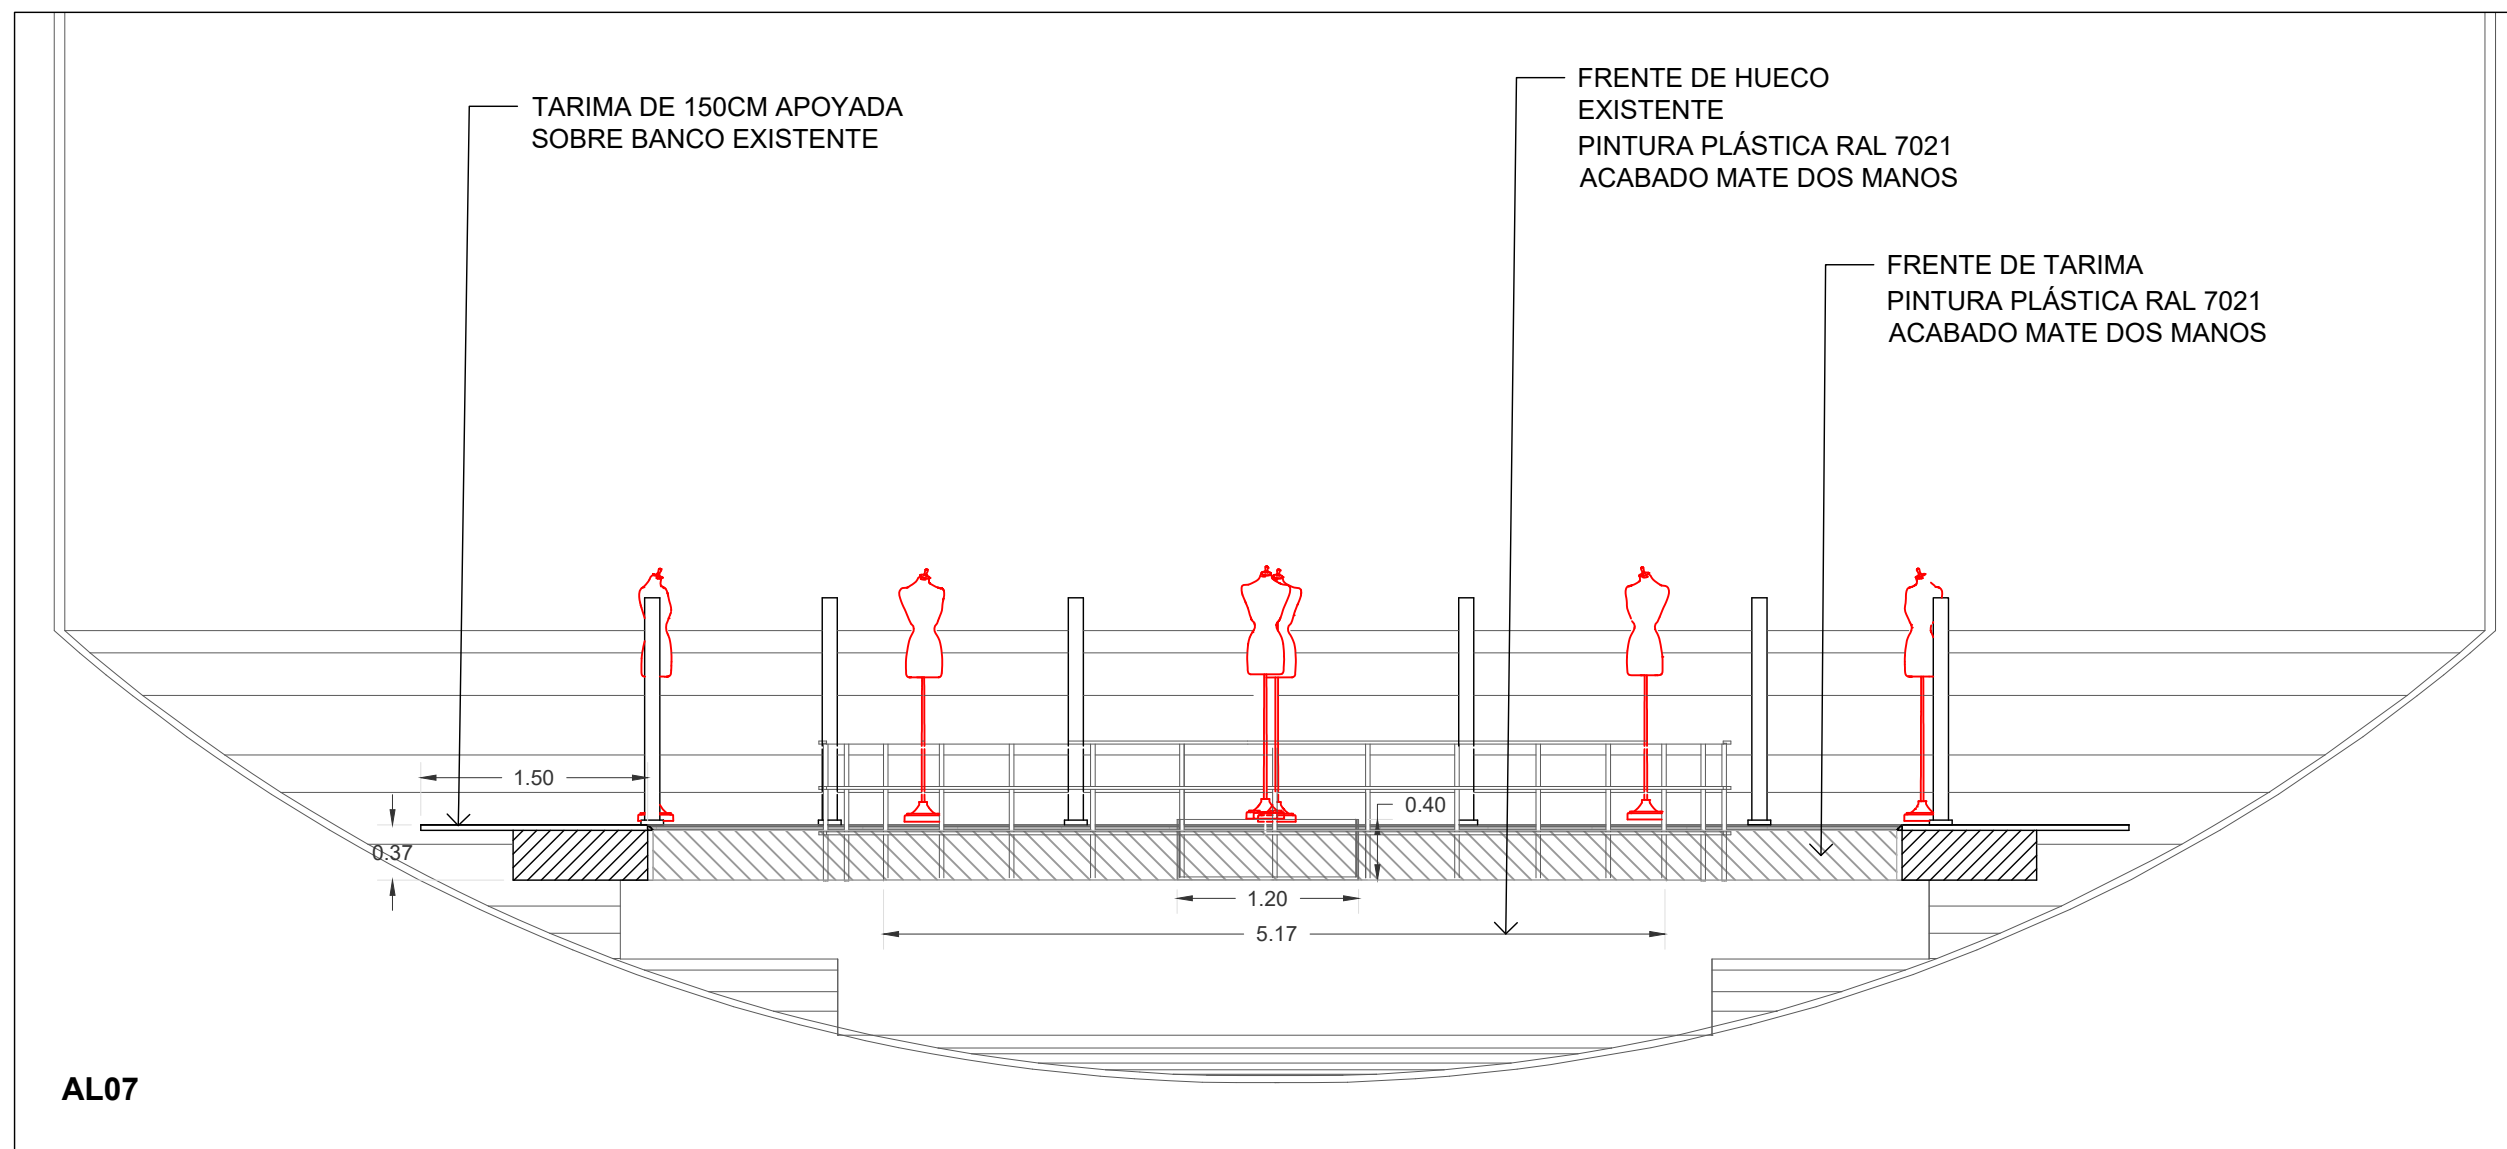 TARIMA DE 150CM APOYADA
SOBRE BANCO EXISTENTE
FRENTE DE HUECO
EXISTENTE
PINTURA PLÁSTICA RAL 7021
ACABADO MATE DOS MANOS
FRENTE DE TARIMA
PINTURA PLÁSTICA RAL 7021
ACABADO MATE DOS MANOS
1.50
0.40
0.37
1.20
5.17
AL07